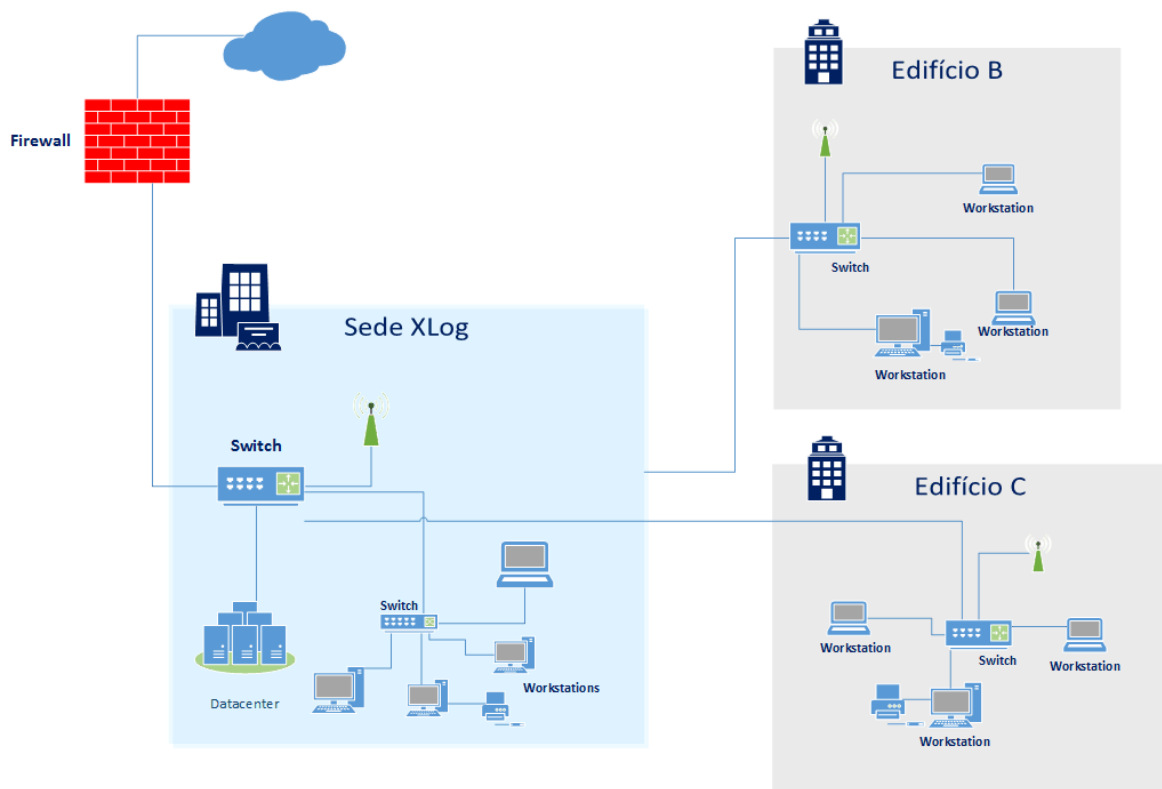 Firewall
Edifício B
Workstation
Switch
Workstation
Workstation
Sede XLog
Switch
Switch
Workstations
Datacenter
Edifício C
Workstation
Switch
Workstation
Workstation